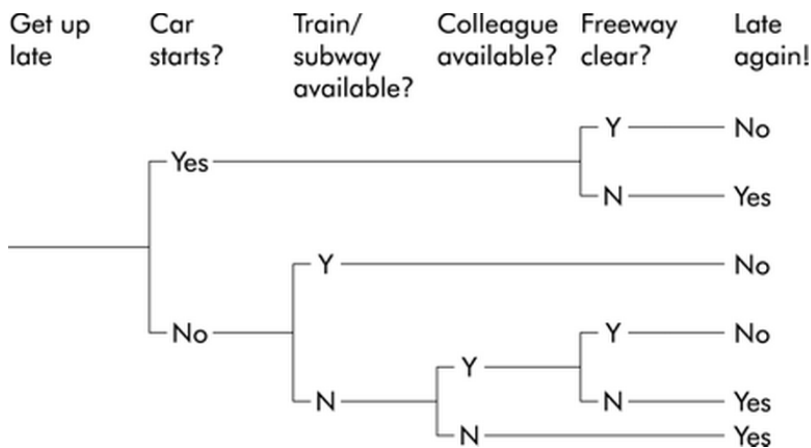 Get up late
Car starts?
Train/ subway available?
Colleague available?
Freeway clear?
Late again!
Y No
Yes
N Yes
Y No
No Y No
Y
N N Yes
N Yes